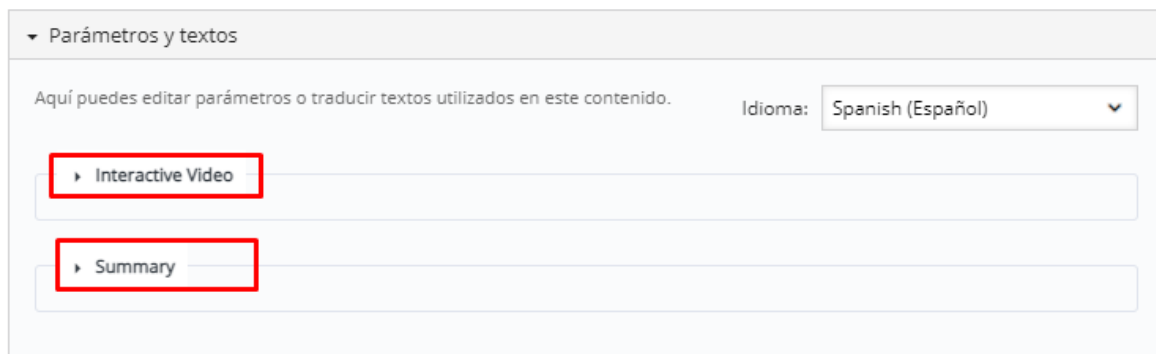 Parámetros y textos
Aquí puedes editar parámetros o traducir textos utilizados en este contenido.
Idioma: Spanish (Español)
Interactive Video
Summary